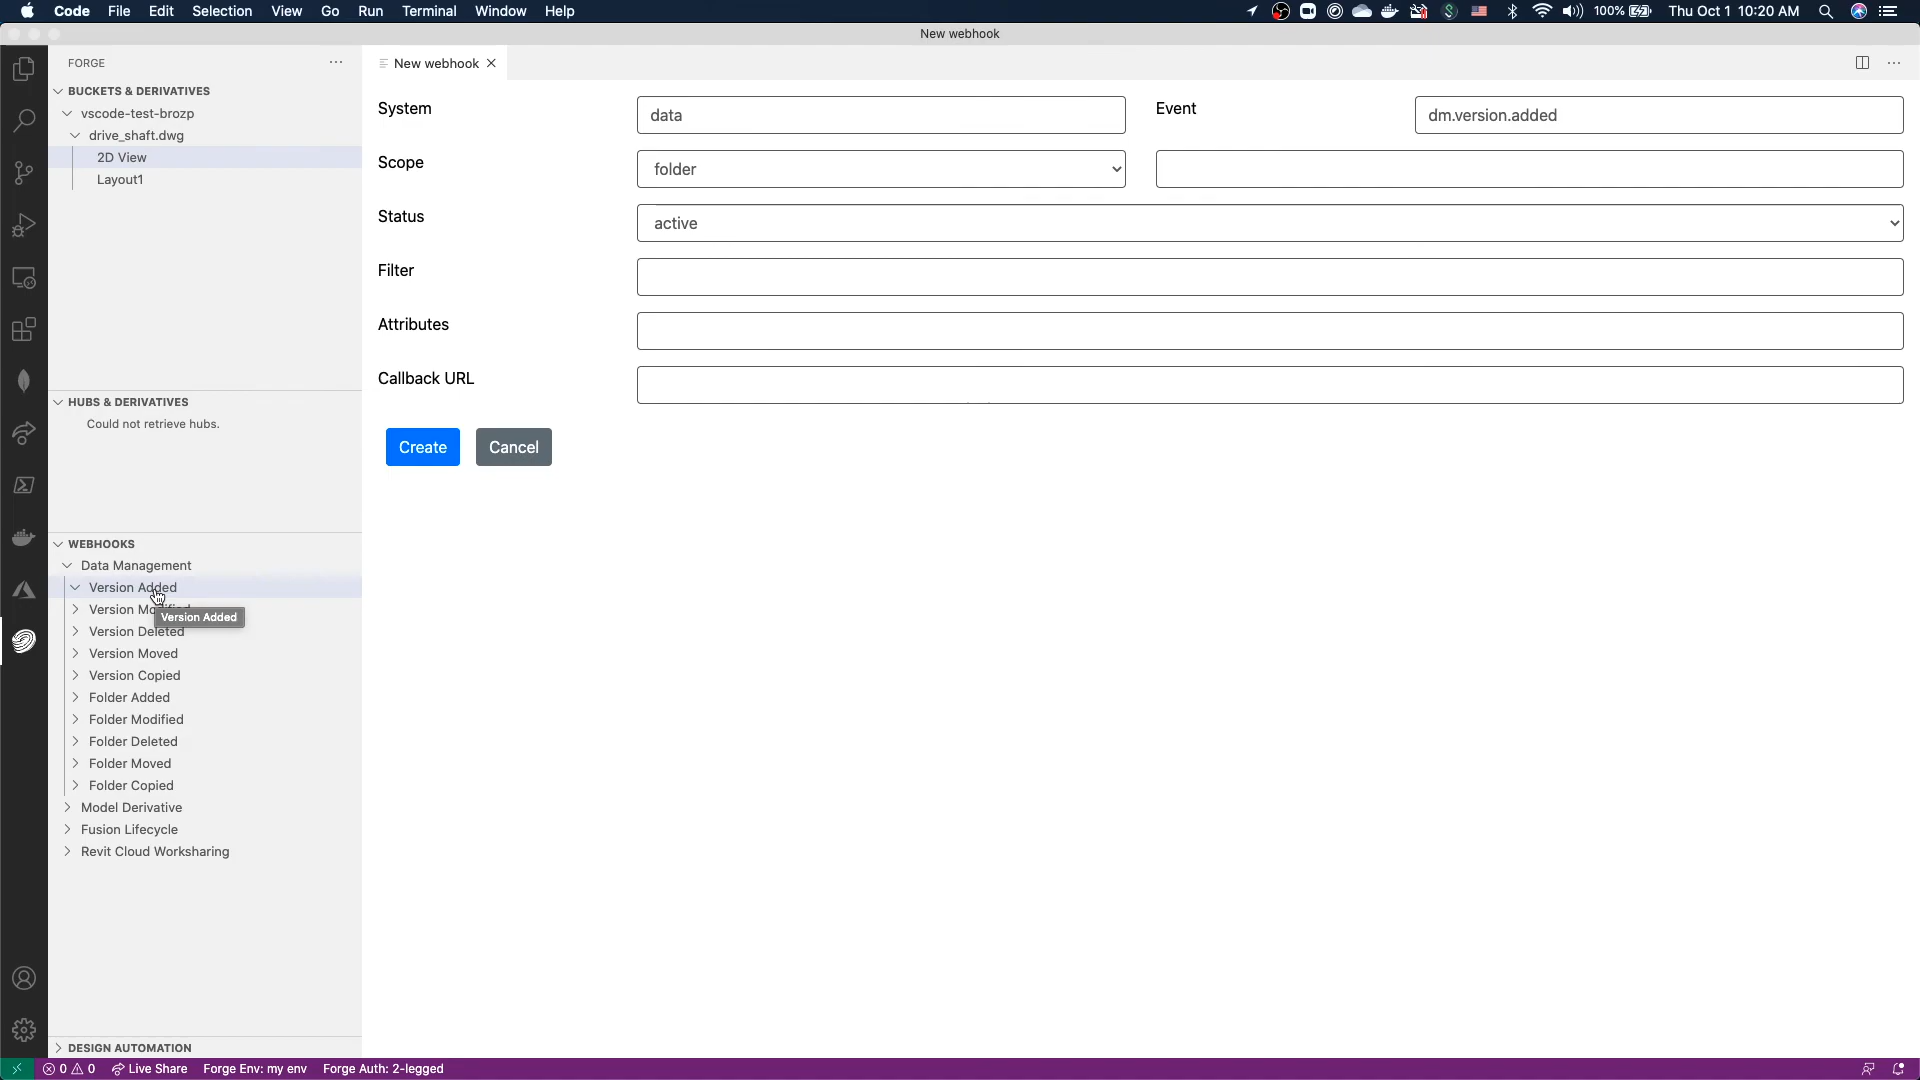 Code File Edit Selection View Go Run Terminal Window Help 100% Thu Oct 1 10:20 AM
New webhook
FORGE
New webhook
BUCKETS & DERIVATIVES
vscode-test-brozp
drive_shaft.dwg
2D View
Layout1
System data Event dm.version.added
Scope folder
Status active
Filter
Attributes
Callback URL
Create Cancel
HUBS & DERIVATIVES
Could not retrieve hubs.
WEBHOOKS
Data Management
Version Added
Version
Version Added
Version Deleted
Version Moved
Version Copied
Folder Added
Folder Modified
Folder Deleted
Folder Moved
Folder Copied
Model Derivative
Fusion Lifecycle
Revit Cloud Worksharing
DESIGN AUTOMATION
0 0 Live Share Forge Env: my env Forge Auth: 2-legged